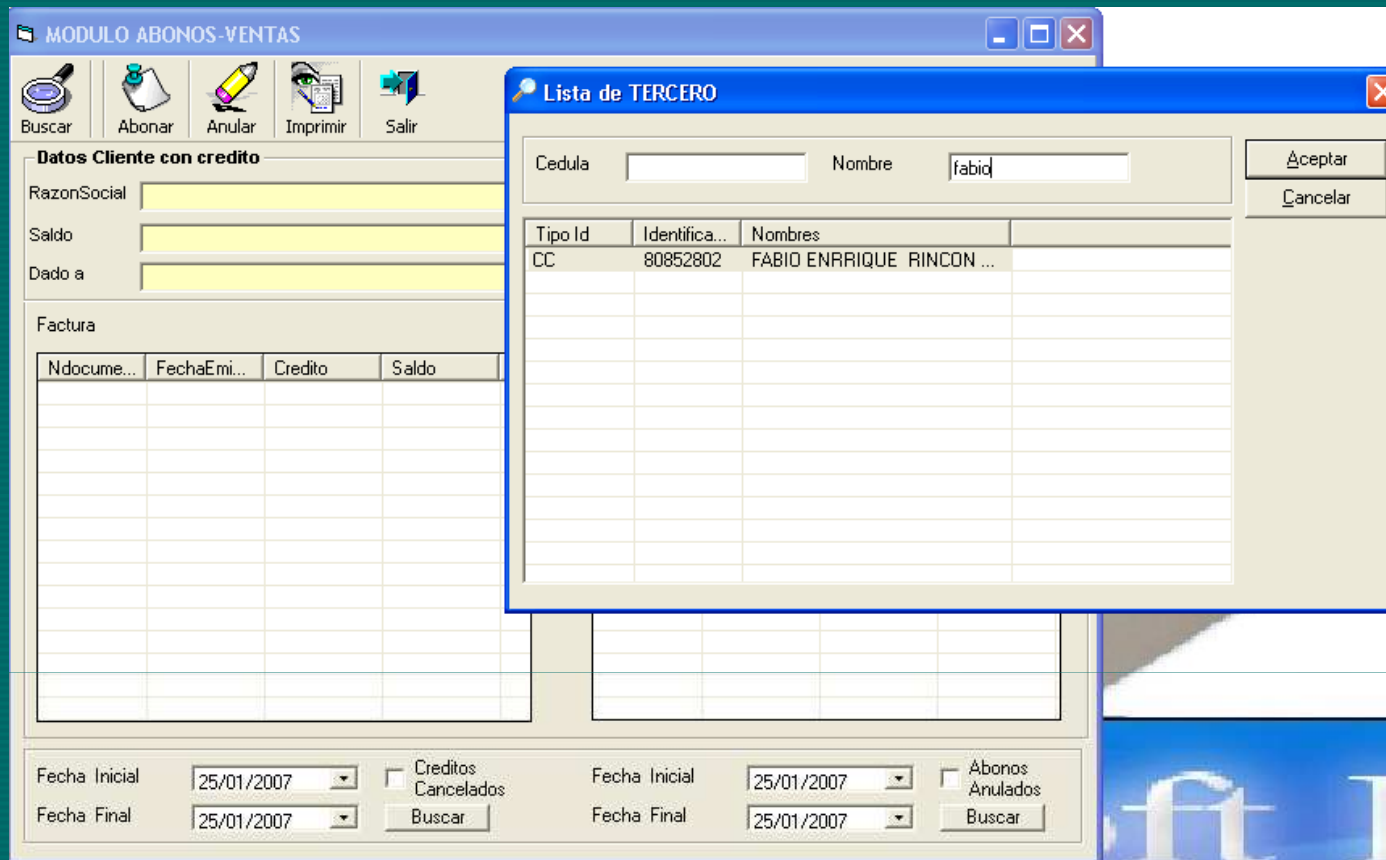 MODULO ABONOS-VENTAS
Buscar Abonar Anular Imprimir Salir
Datos Cliente con credito
RazonSocial
Saldo
Dado a
Factura
Ndocume... FechaEmi... Credito Saldo
Lista de TERCERO
Cedula Nombre fabio
Aceptar
Cancelar
Tipo Id Identifica... Nombres
CC 80852802 FABIO ENRRIQUE RINCON ...
Fecha Inicial 25/01/2007 Creditos Cancelados
Fecha Final 25/01/2007 Buscar
Fecha Inicial 25/01/2007 Abonos Anulados
Fecha Final 25/01/2007 Buscar